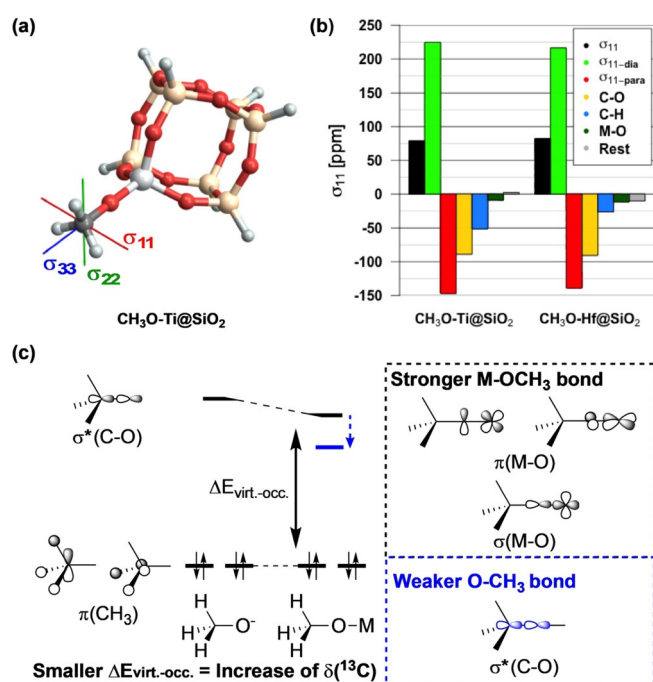 (a)
σ11
σ33
σ22
CH3O-Ti@SiO2
(b)
σ11 [ppm]
250
200
150
100
50
0
-50
-100
-150
σ11
σ11-dia
σ11-para
C-O
C-H
M-O
Rest
CH3O-Ti@SiO2
CH3O-Hf@SiO2
(c)
σ*(C-O)
ΔEvirt.-occ.
π(CH3)
H
H
H
O-
H
H
H
O-M
Smaller ΔEvirt.-occ. = Increase of δ(13C)
Stronger M-OCH3 bond
π(M-O)
σ(M-O)
Weaker O-CH3 bond
σ*(C-O)